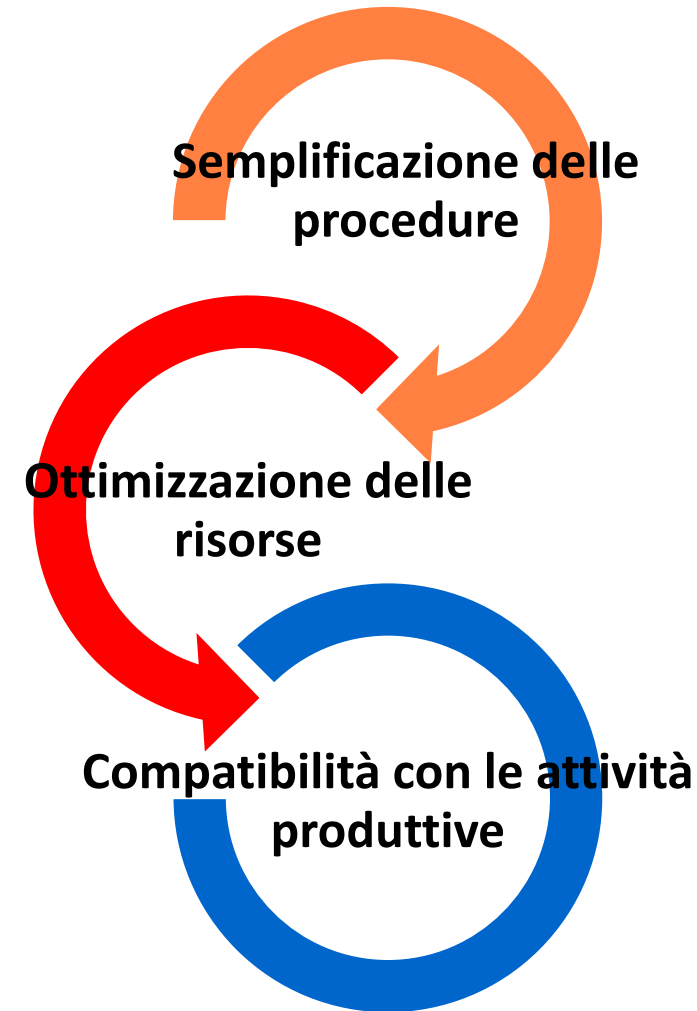 Semplificazione delle
procedure
Ottimizzazione delle
risorse
Compatibilità con le attività
produttive